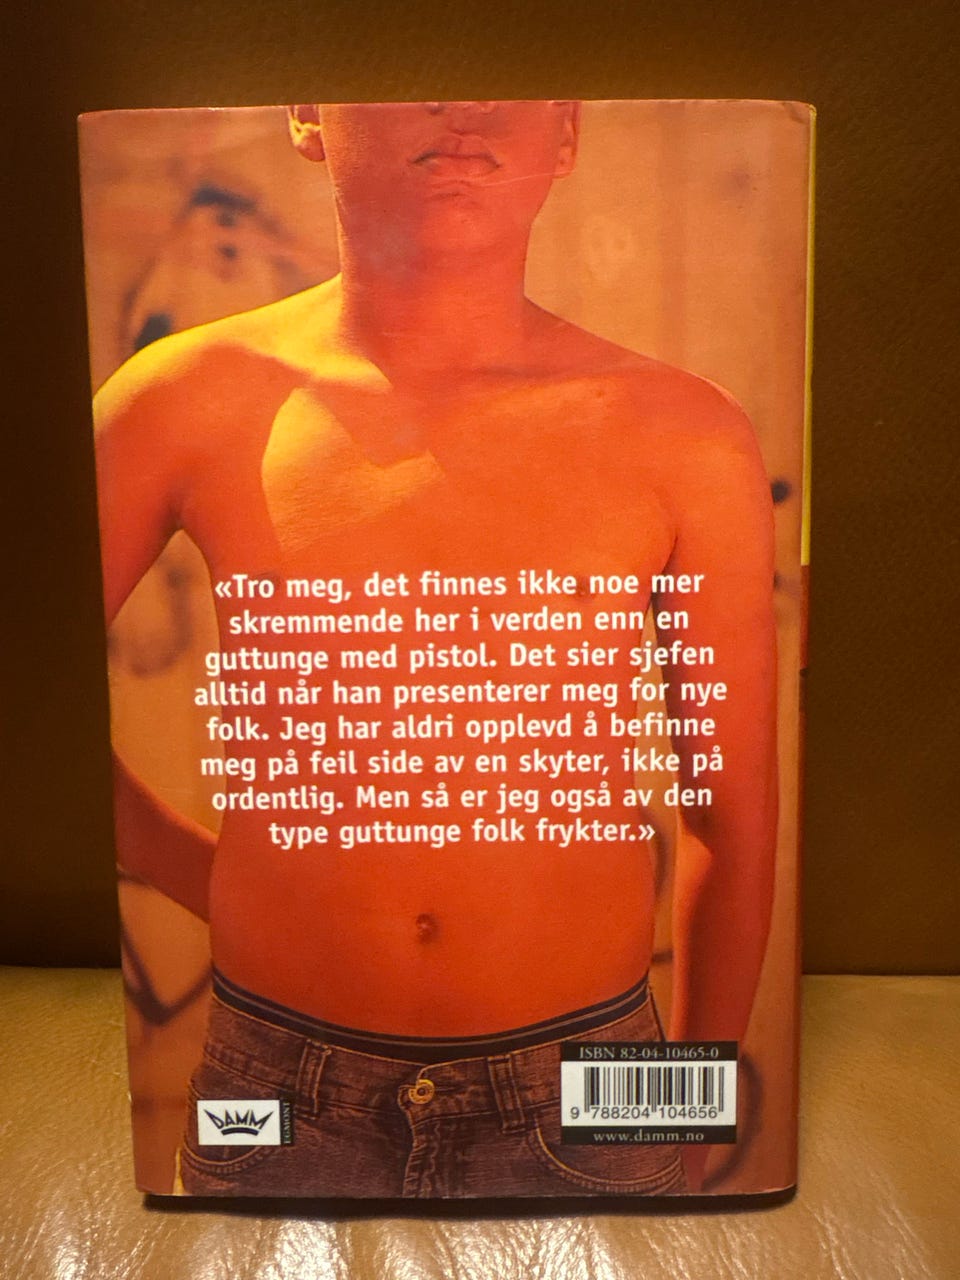 «Tro meg, det finnes ikke noe mer
skremmende her i verden enn en
guttunge med pistol. Det sier sjefen
alltid når han presenterer meg for nye
folk. Jeg har aldri opplevd å befinne
meg på feil side av en skyter, ikke på
ordentlig. Men så er jeg også av den
type guttunge folk frykter.»
ISBN 82-04-10465-0
9 788204 104656
www.damm.no
DAMM
EGMONT